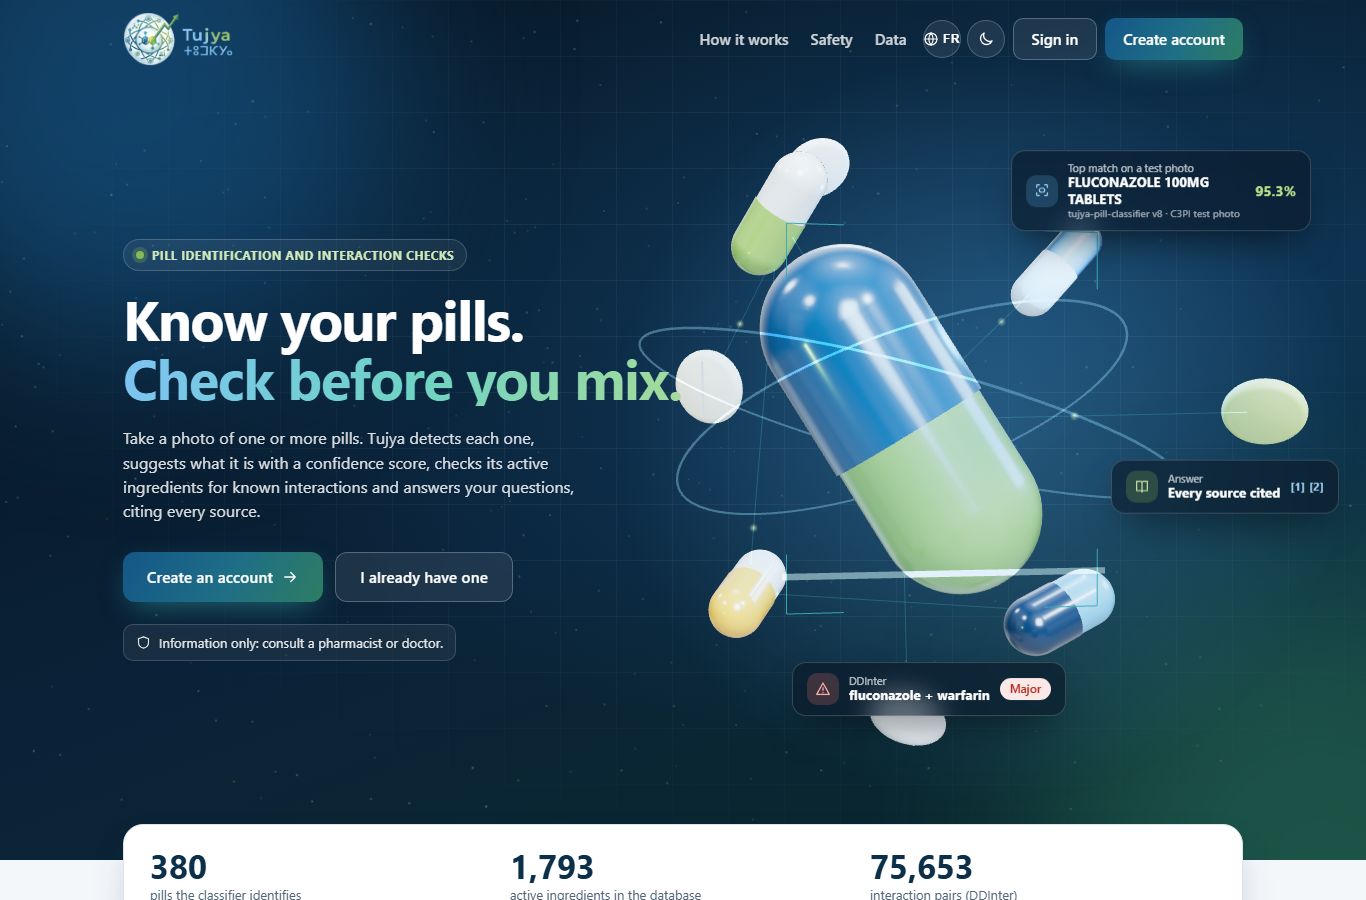 Tujya
ⵜⵓⵊⴽⵢⴰ
How it works
Safety
Data
FR
Sign in
Create account
Top match on a test photo
FLUCONAZOLE 100MG
TABLETS
95.3%
tujya-pill-classifier v8 · C3PI test photo
PILL IDENTIFICATION AND INTERACTION CHECKS
Know your pills.
Check before you mix.
Take a photo of one or more pills. Tujya detects each one,
suggests what it is with a confidence score, checks its active
ingredients for known interactions and answers your questions,
citing every source.
Answer
Every source cited
[1] [2]
Create an account
I already have one
Information only: consult a pharmacist or doctor.
DDInter
fluconazole + warfarin
Major
380
pills the classifier identifies
1,793
active ingredients in the database
75,653
interaction pairs (DDInter)